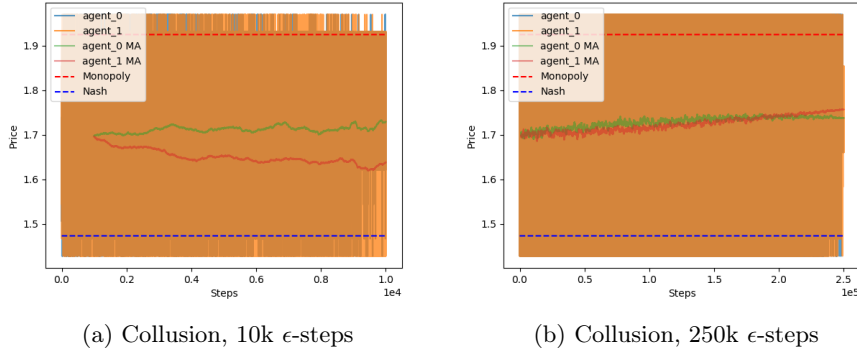 agent_0
agent_1
agent_0 MA
agent_1 MA
Monopoly
Nash
1.9
1.8
1.7
1.6
1.5
Price
0.0
0.2
0.4
0.6
0.8
1.0
1e4
Steps
(a) Collusion, 10k ϵ-steps
agent_0
agent_1
agent_0 MA
agent_1 MA
Monopoly
Nash
1.9
1.8
1.7
1.6
1.5
Price
0.0
0.5
1.0
1.5
2.0
2.5
1e5
Steps
(b) Collusion, 250k ϵ-steps